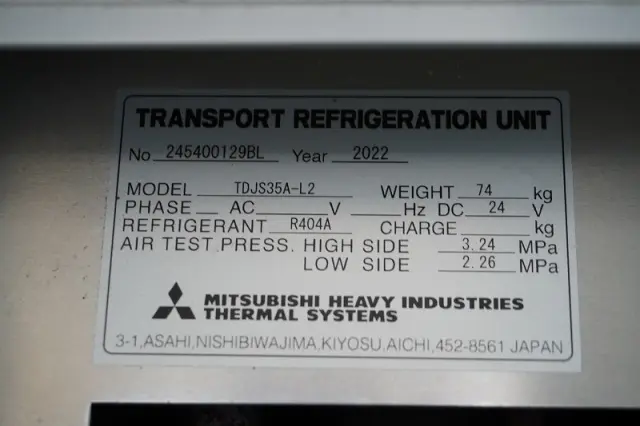 TRANSPORT REFRIGERATION UNIT
No 245400129BL Year 2022
MODEL TDJS35A-L2 WEIGHT 74 kg
PHASE AC V Hz DC 24 V
REFRIGERANT R404A CHARGE kg
AIR TEST PRESS. HIGH SIDE 3.24 MPa
LOW SIDE 2.26 MPa
MITSUBISHI HEAVY INDUSTRIES
THERMAL SYSTEMS
3-1,ASAHI,NISHIBIWAJIMA,KIYOSU,AICHI,452-8561 JAPAN